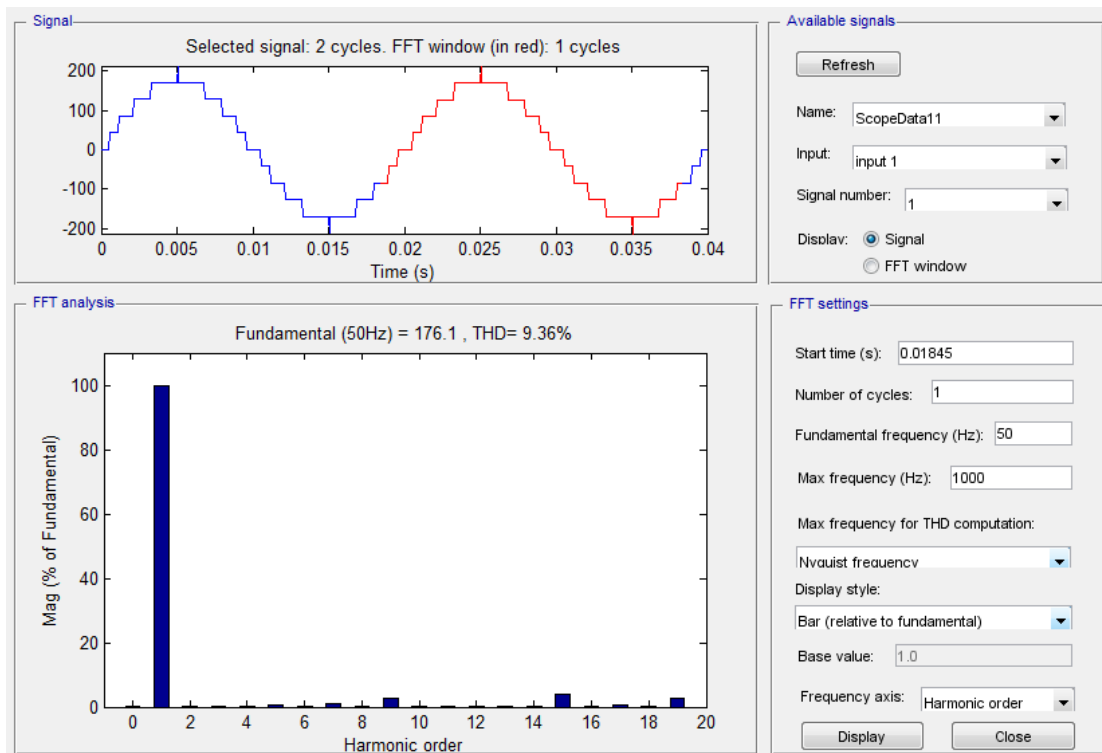 Signal
Selected signal: 2 cycles. FFT window (in red): 1 cycles
200
100
0
-100
-200
0 0.005 0.01 0.015 0.02 0.025 0.03 0.035 0.04
Time (s)
Available signals
Refresh
Name: ScopeData11
Input: input 1
Signal number: 1
Display: Signal
FFT window
FFT analysis
Fundamental (50Hz) = 176.1 , THD= 9.36%
Mag (% of Fundamental)
100
80
60
40
20
0
0 2 4 6 8 10 12 14 16 18 20
Harmonic order
FFT settings
Start time (s): 0.01845
Number of cycles: 1
Fundamental frequency (Hz): 50
Max frequency (Hz): 1000
Max frequency for THD computation:
Nyquist frequency
Display style:
Bar (relative to fundamental)
Base value: 1.0
Frequency axis: Harmonic order
Display Close